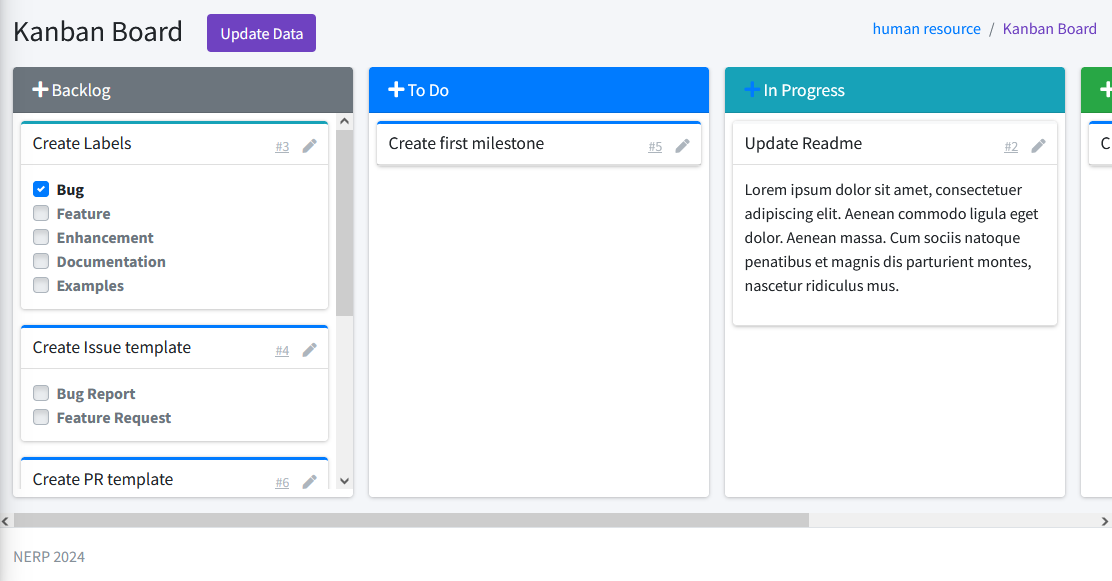 Kanban Board
Update Data
human resource / Kanban Board
Backlog
Create Labels #3
Bug
Feature
Enhancement
Documentation
Examples
Create Issue template #4
Bug Report
Feature Request
Create PR template #6
To Do
Create first milestone #5
In Progress
Update Readme #2
Lorem ipsum dolor sit amet, consectetuer
adipiscing elit. Aenean commodo ligula eget
dolor. Aenean massa. Cum sociis natoque
penatibus et magnis dis parturient montes,
nascetur ridiculus mus.
C
NERP 2024